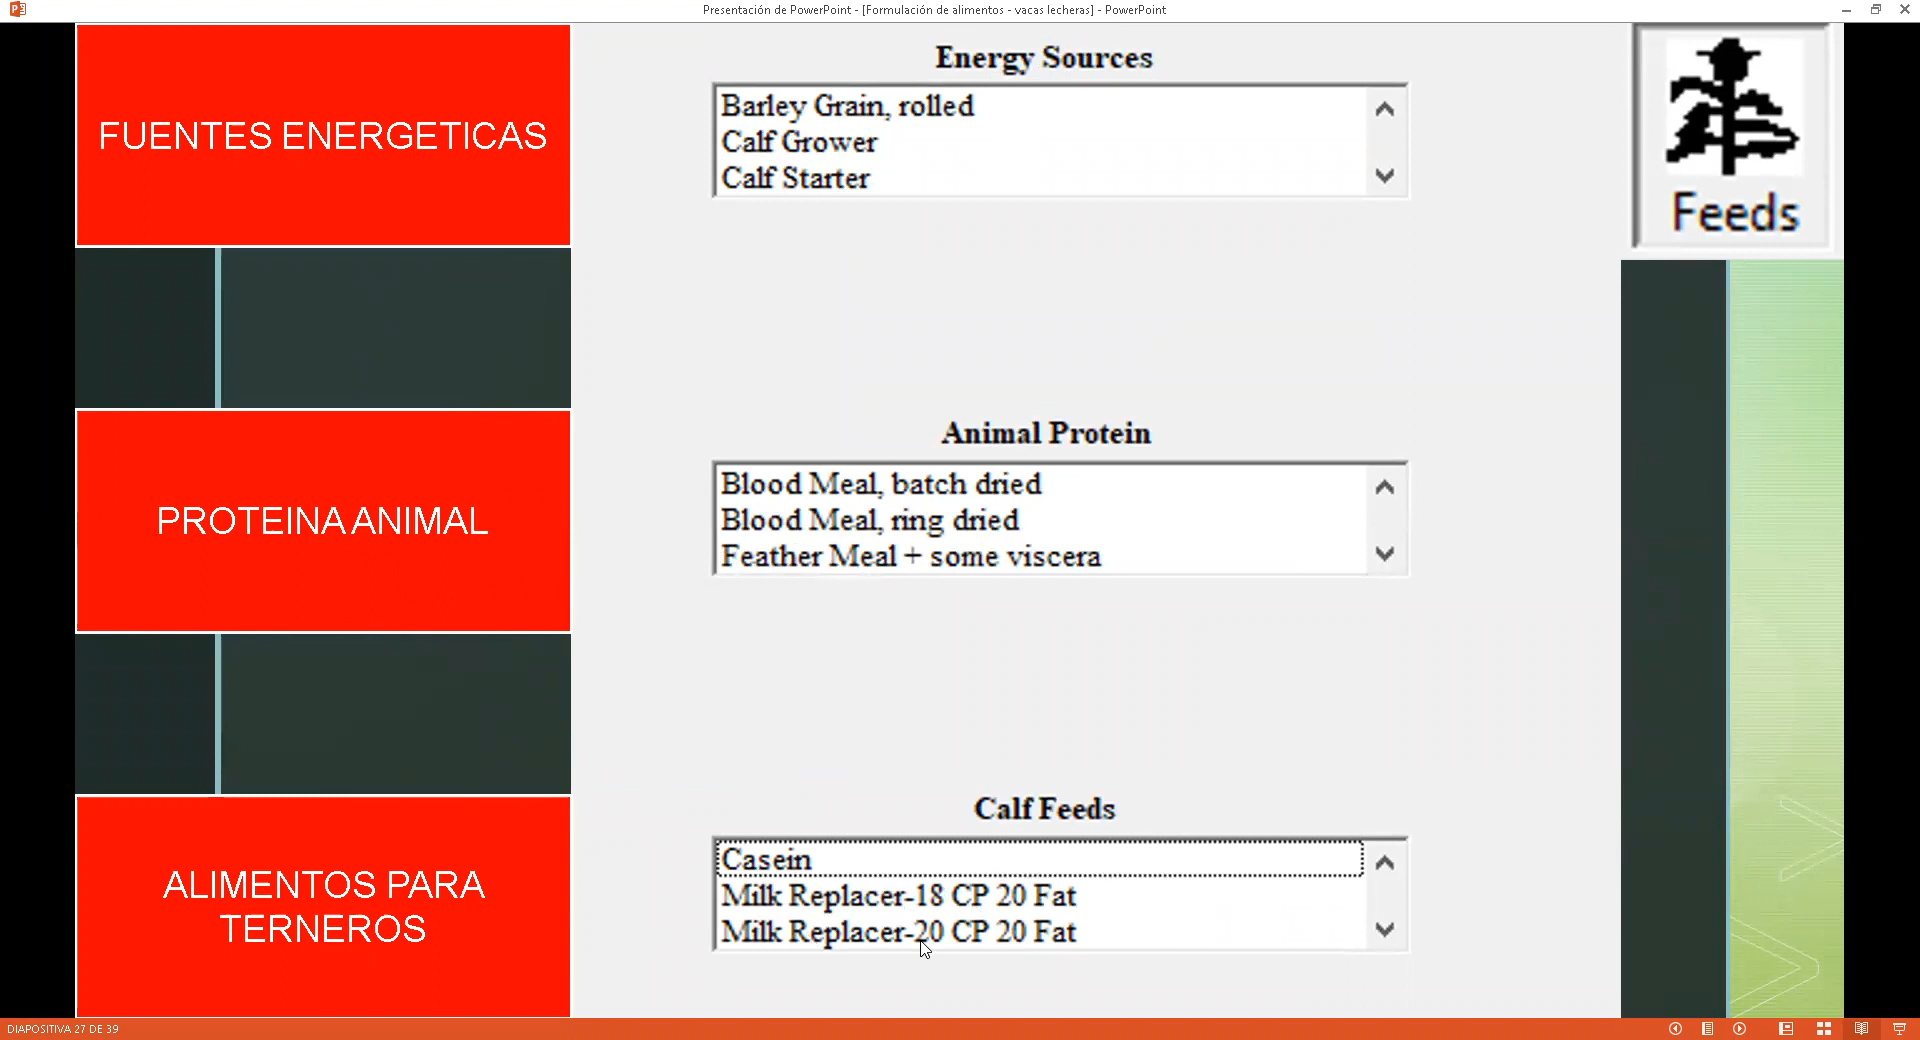 Presentación de PowerPoint - [Formulación de alimentos - vacas lecheras] - PowerPoint
FUENTES ENERGETICAS
Energy Sources
Barley Grain, rolled
Calf Grower
Calf Starter
Feeds
PROTEINA ANIMAL
Animal Protein
Blood Meal, batch dried
Blood Meal, ring dried
Feather Meal + some viscera
ALIMENTOS PARA
TERNEROS
Calf Feeds
Casein
Milk Replacer-18 CP 20 Fat
Milk Replacer-20 CP 20 Fat
DIAPOSITIVA 27 DE 39